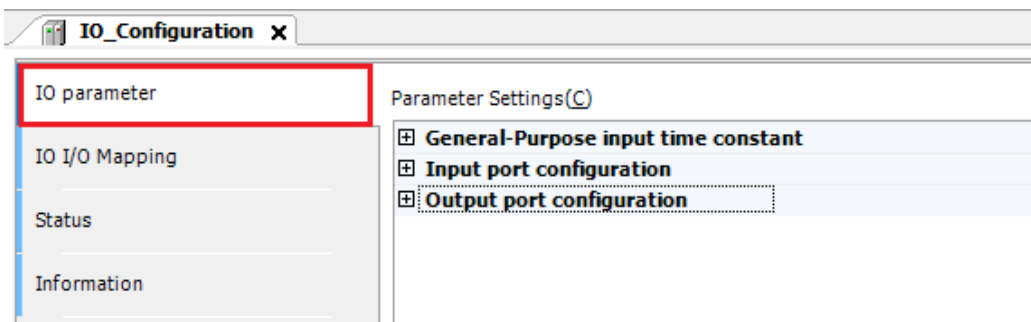 IO_Configuration X
IO parameter
IO I/O Mapping
Status
Information
Parameter Settings(C)
General-Purpose input time constant
Input port configuration
Output port configuration